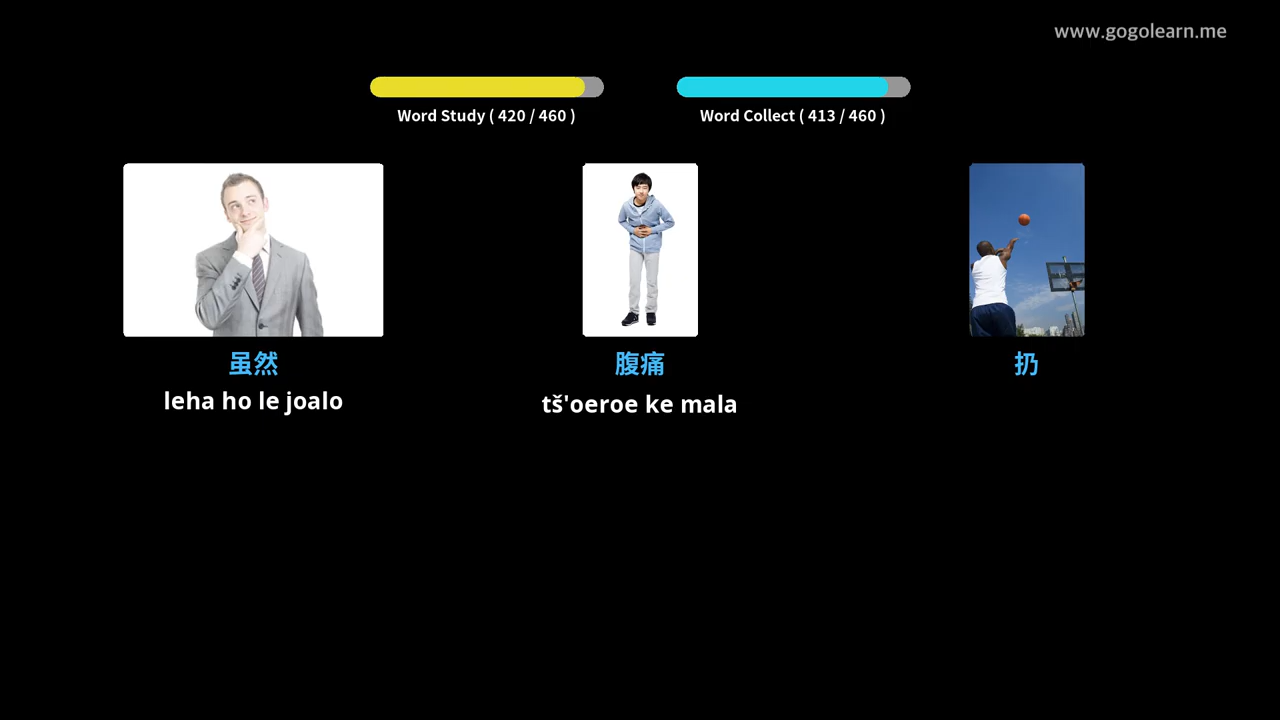 www.gogolearn.me
Word Study ( 420 / 460 )
Word Collect ( 413 / 460 )
虽然
腹痛
扔
leha ho le joalo
tš'oeroe ke mala